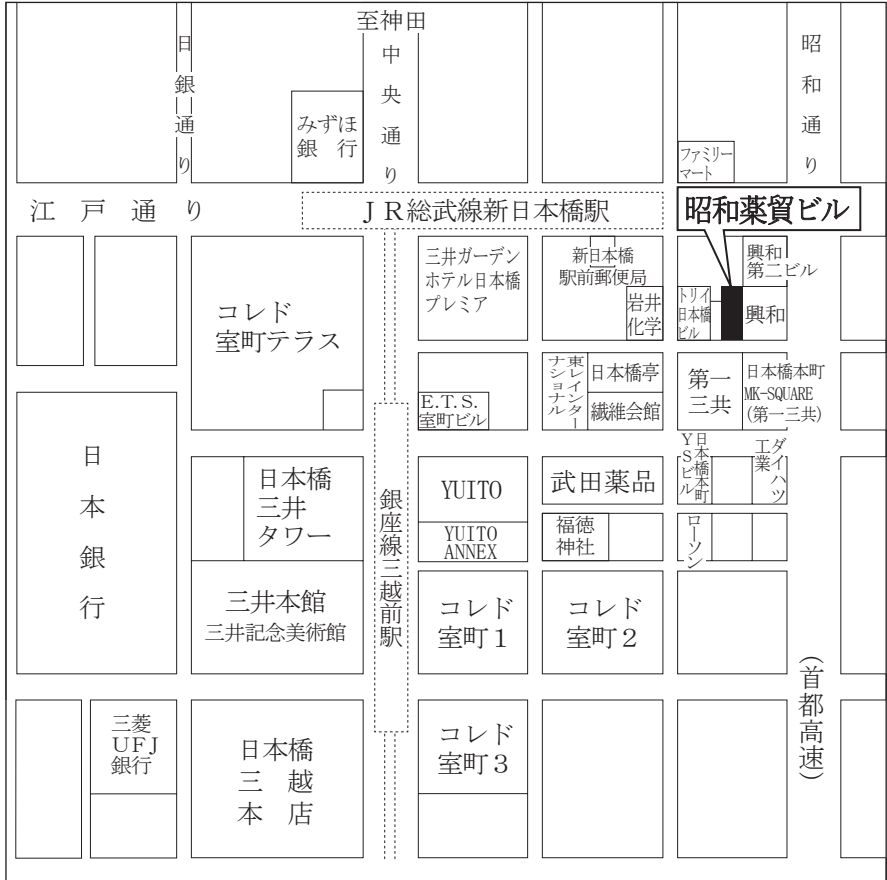 至神田
日銀通り
中央通り
昭和通り
みずほ
銀 行
ファミリー
マート
江戸通り
ＪＲ総武線新日本橋駅
昭和薬貿ビル
コレド
室町テラス
三井ガーデン
ホテル日本橋
プレミア
新日本橋
駅前郵便局
岩井
化学
トリイ
日本橋
ビル
興和
第二ビル
興和
E.T.S.
室町ビル
東レインター
ナショナル
日本橋亭
繊維会館
第一
三共
日本橋本町
MK-SQUARE
(第一三共)
日本銀行
日本橋
三井
タワー
銀座線三越前駅
YUITO
YUITO
ANNEX
武田薬品
福徳
神社
日本橋本町
ＹＳビル
ダイハツ
工業
ローソン
三井本館
三井記念美術館
コレド
室町１
コレド
室町２
(首都高速)
三菱
ＵＦＪ
銀行
日本橋
三 越
本 店
コレド
室町３